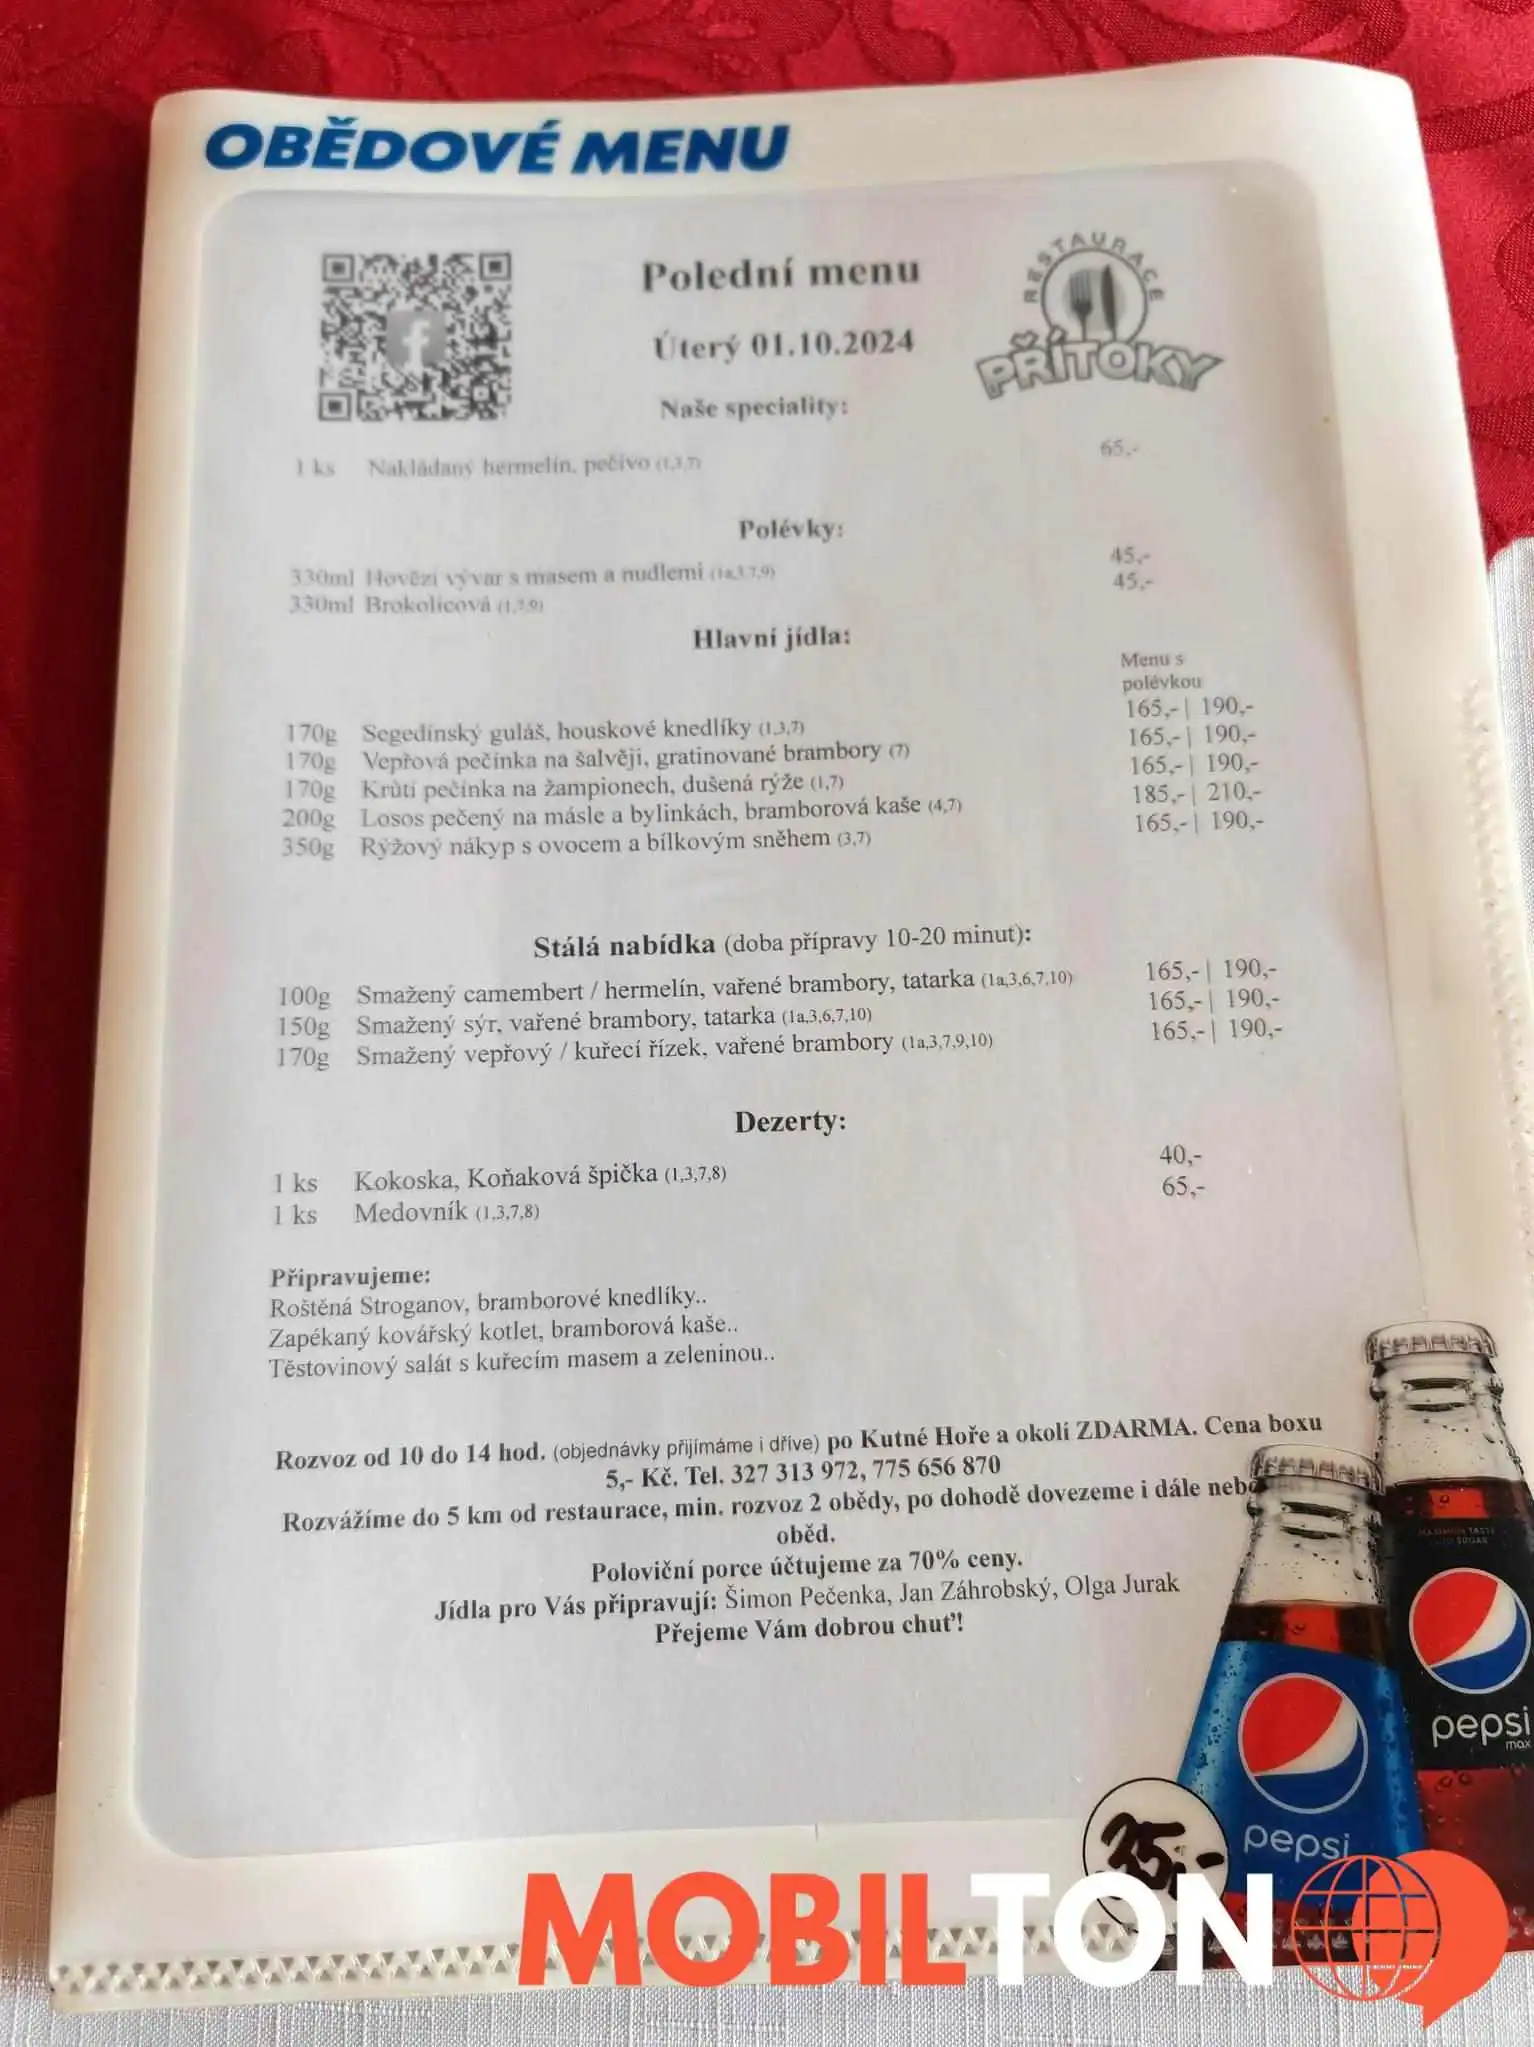 OBĚDOVÉ MENU
Polední menu
RESTAURACE
PŘÍTOKY
Úterý 01.10.2024
Naše speciality:
1 ks Nakládaný hermelín, pečivo (1,3,7) 65,-
Polévky:
330ml Hovězí vývar s masem a nudlemi (1a,3,7,9) 45,-
330ml Brokolicová (1,7,9) 45,-
Hlavní jídla:
Menu s
polévkou
170g Segedínský guláš, houskové knedlíky (1,3,7) 165,-| 190,-
170g Vepřová pečínka na šalvěji, gratinované brambory (7) 165,-| 190,-
170g Krůtí pečínka na žampionech, dušená rýže (1,7) 165,-| 190,-
200g Losos pečený na másle a bylinkách, bramborová kaše (4,7) 185,-| 210,-
350g Rýžový nákyp s ovocem a bílkovým sněhem (3,7) 165,-| 190,-
Stálá nabídka (doba přípravy 10-20 minut):
100g Smažený camembert / hermelín, vařené brambory, tatarka (1a,3,6,7,10) 165,-| 190,-
150g Smažený sýr, vařené brambory, tatarka (1a,3,6,7,10) 165,-| 190,-
170g Smažený vepřový / kuřecí řízek, vařené brambory (1a,3,7,9,10) 165,-| 190,-
Dezerty:
1 ks Kokoska, Koňaková špička (1,3,7,8) 40,-
1 ks Medovník (1,3,7,8) 65,-
Připravujeme:
Roštěná Stroganov, bramborové knedlíky..
Zapékaný kovářský kotlet, bramborová kaše..
Těstovinový salát s kuřecím masem a zeleninou..
Rozvoz od 10 do 14 hod. (objednávky přijímáme i dříve) po Kutné Hoře a okolí ZDARMA. Cena boxu
5,- Kč. Tel. 327 313 972, 775 656 870
Rozvážíme do 5 km od restaurace, min. rozvoz 2 obědy, po dohodě dovezeme i dále nebo
oběd.
Poloviční porce účtujeme za 70% ceny.
Jídla pro Vás připravují: Šimon Pečenka, Jan Záhrobský, Olga Jurak
Přejeme Vám dobrou chuť!
MAXIMUM TASTE
pepsi
max
pepsi
35,-
MOBILTON